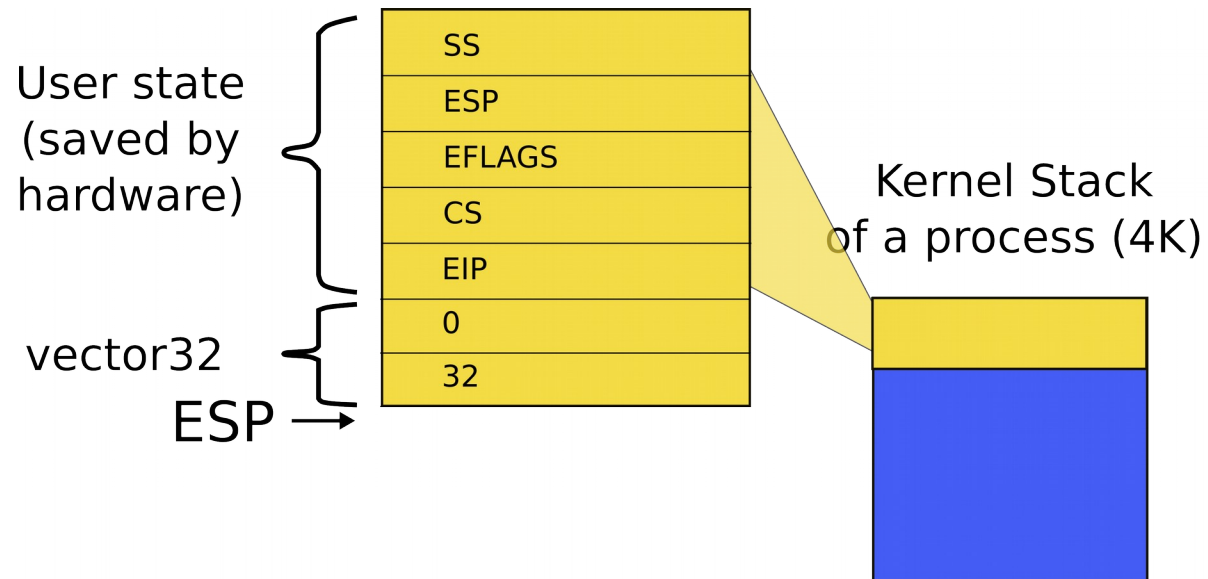 User state
(saved by
hardware)
SS
ESP
EFLAGS
CS
EIP
0
32
vector32
ESP
Kernel Stack
of a process (4K)